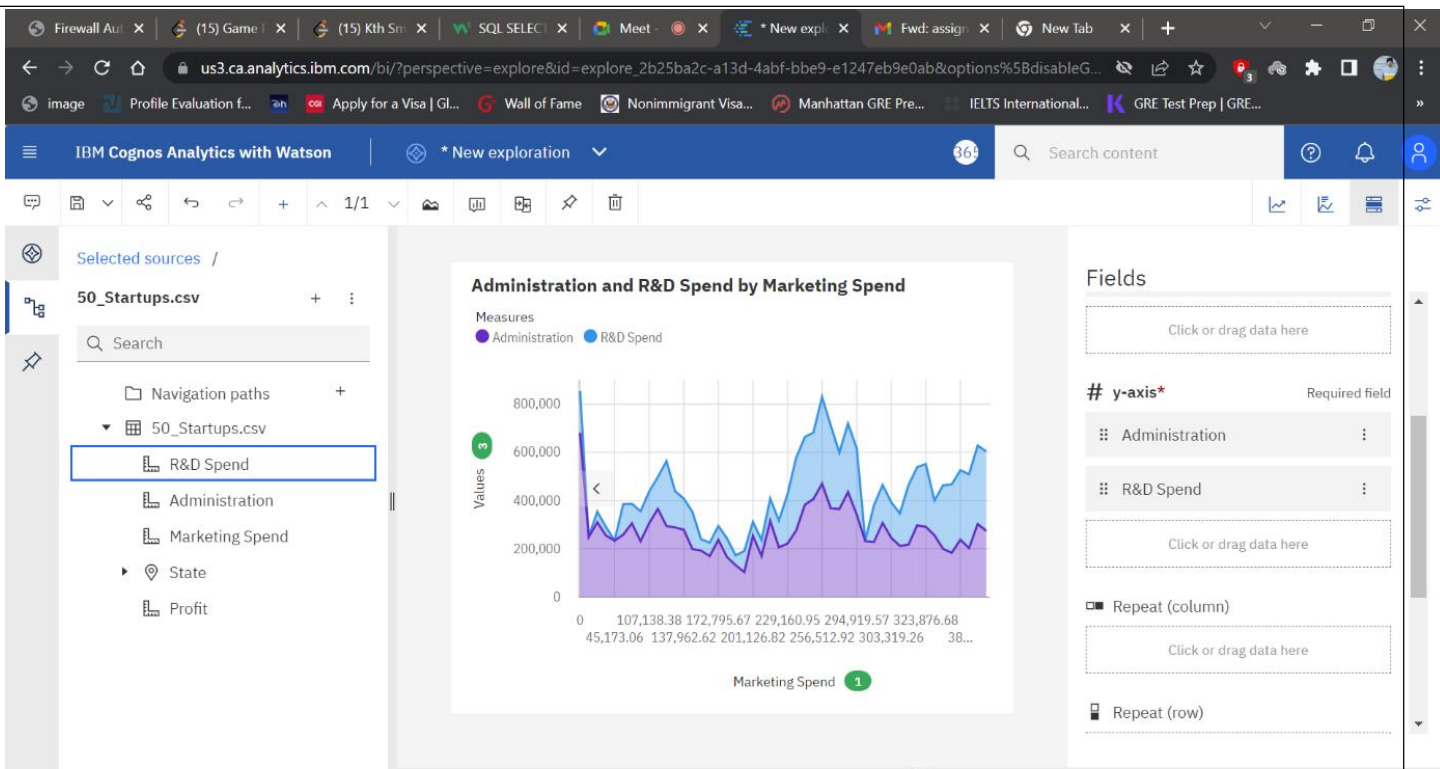 Firewall Aut (15) Game (15) Kth Sm SQL SELECT Meet - * New explo Fwd: assign New Tab
us3.ca.analytics.ibm.com/bi/?perspective=explore&id=explore_2b25ba2c-a13d-4abf-bbe9-e1247eb9e0ab&options%5BdisableG...
image Profile Evaluation f... Apply for a Visa | Gl... Wall of Fame Nonimmigrant Visa... Manhattan GRE Pre... IELTS International... GRE Test Prep | GRE... »
IBM Cognos Analytics with Watson * New exploration 365 Search content
1/1
Selected sources /
50_Startups.csv
Search
Navigation paths
50_Startups.csv
R&D Spend
Administration
Marketing Spend
State
Profit
Administration and R&D Spend by Marketing Spend
Measures
Administration R&D Spend
800,000
600,000
400,000
200,000
0
Values 3
0 107,138.38 172,795.67 229,160.95 294,919.57 323,876.68
45,173.06 137,962.62 201,126.82 256,512.92 303,319.26 38...
Marketing Spend 1
Fields
Click or drag data here
# y-axis* Required field
Administration
R&D Spend
Click or drag data here
Repeat (column)
Click or drag data here
Repeat (row)